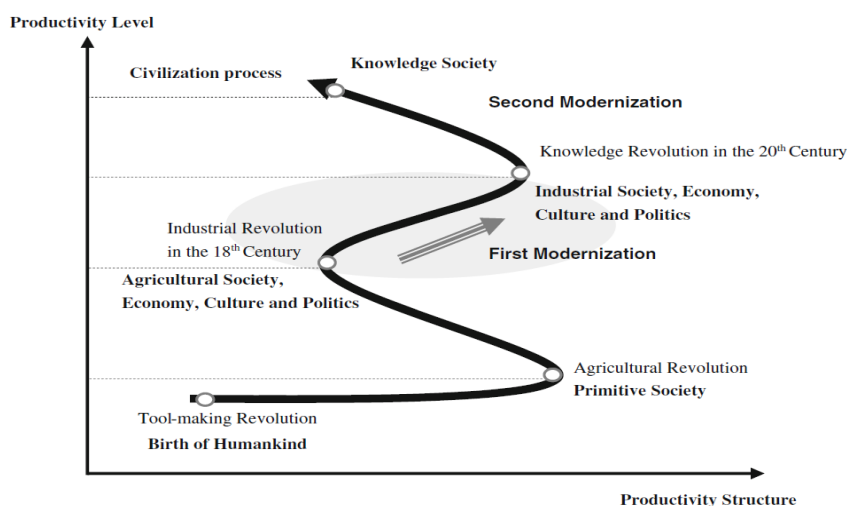 Productivity Level
Knowledge Society
Civilization process
Second Modernization
Knowledge Revolution in the 20th Century
Industrial Society, Economy,
Culture and Politics
Industrial Revolution
in the 18th Century
First Modernization
Agricultural Society,
Economy, Culture and Politics
Agricultural Revolution
Primitive Society
Tool-making Revolution
Birth of Humankind
Productivity Structure